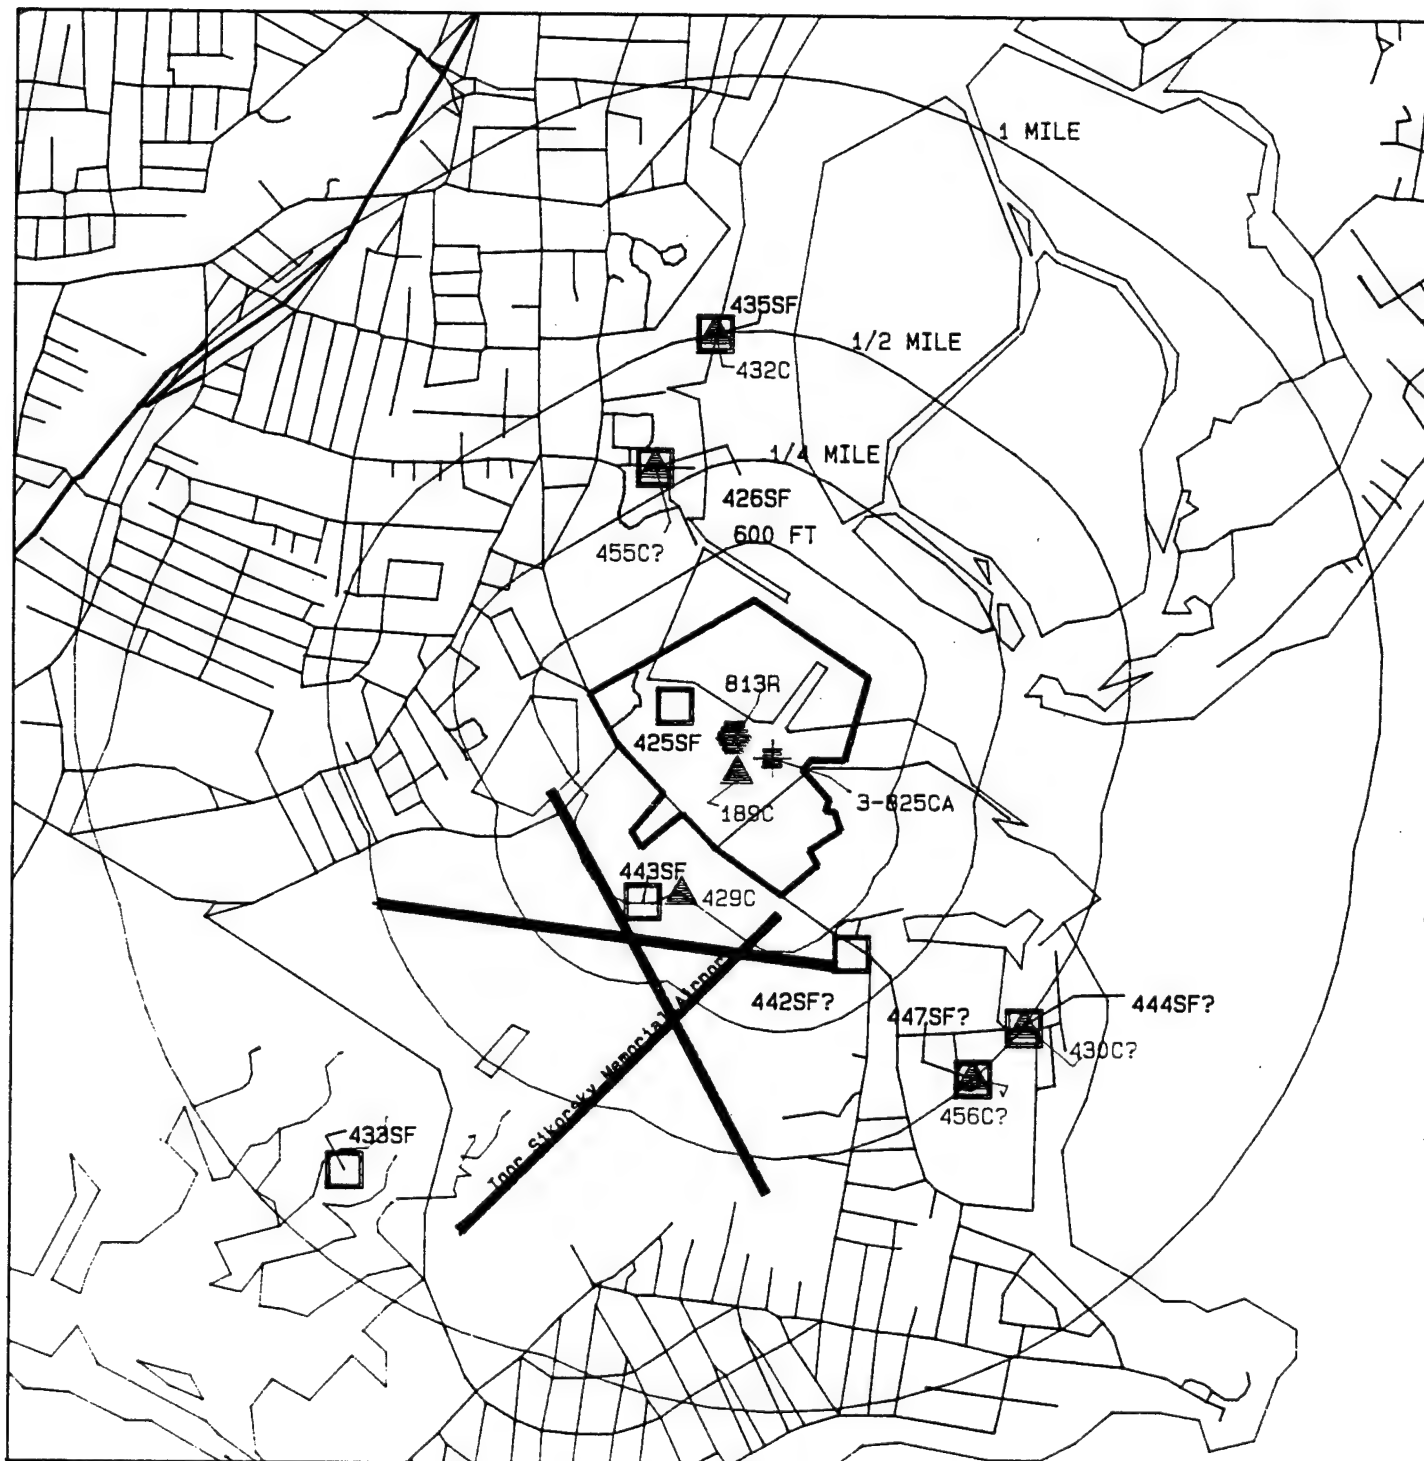 1 MILE
435SF
1/2 MILE
432C
1/4 MILE
426SF
600 FT
455C?
813R
425SF
3-825CA
189C
443SF
429C
Igor Sikorsky Memorial Airport
442SF?
447SF?
444SF?
430C?
456C?
433SF